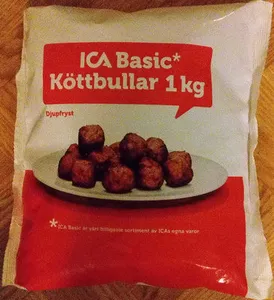 ICA Basic*
Köttbullar 1 kg
Djupfryst
* ICA Basic är vårt billigaste sortiment av ICAs egna varor